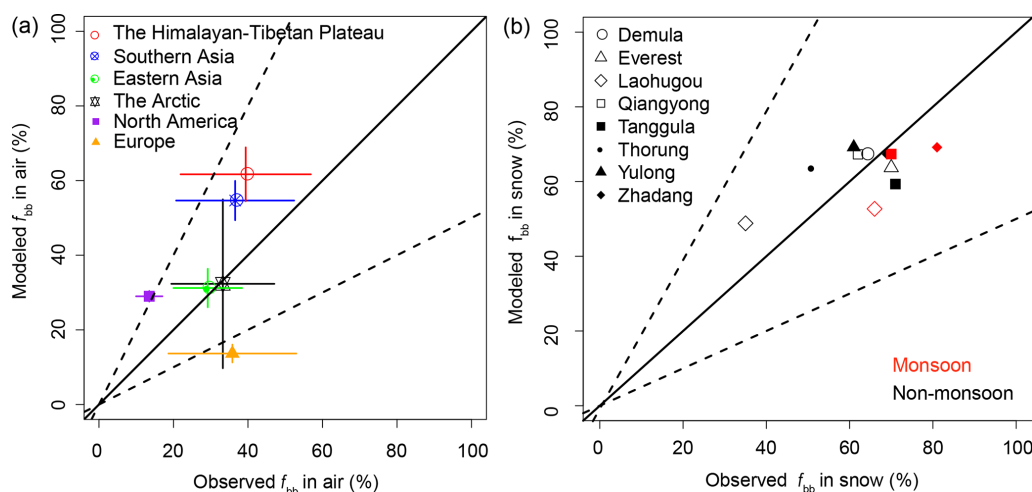 (a)
The Himalayan-Tibetan Plateau
Southern Asia
Eastern Asia
The Arctic
North America
Europe
100
80
60
40
20
0
Modeled fbb in air (%)
0 20 40 60 80 100
Observed fbb in air (%)
(b)
Demula
Everest
Laohugou
Qiangyong
Tanggula
Thorung
Yulong
Zhadang
Monsoon
Non-monsoon
100
80
60
40
20
0
Modeled fbb in snow (%)
0 20 40 60 80 100
Observed fbb in snow (%)